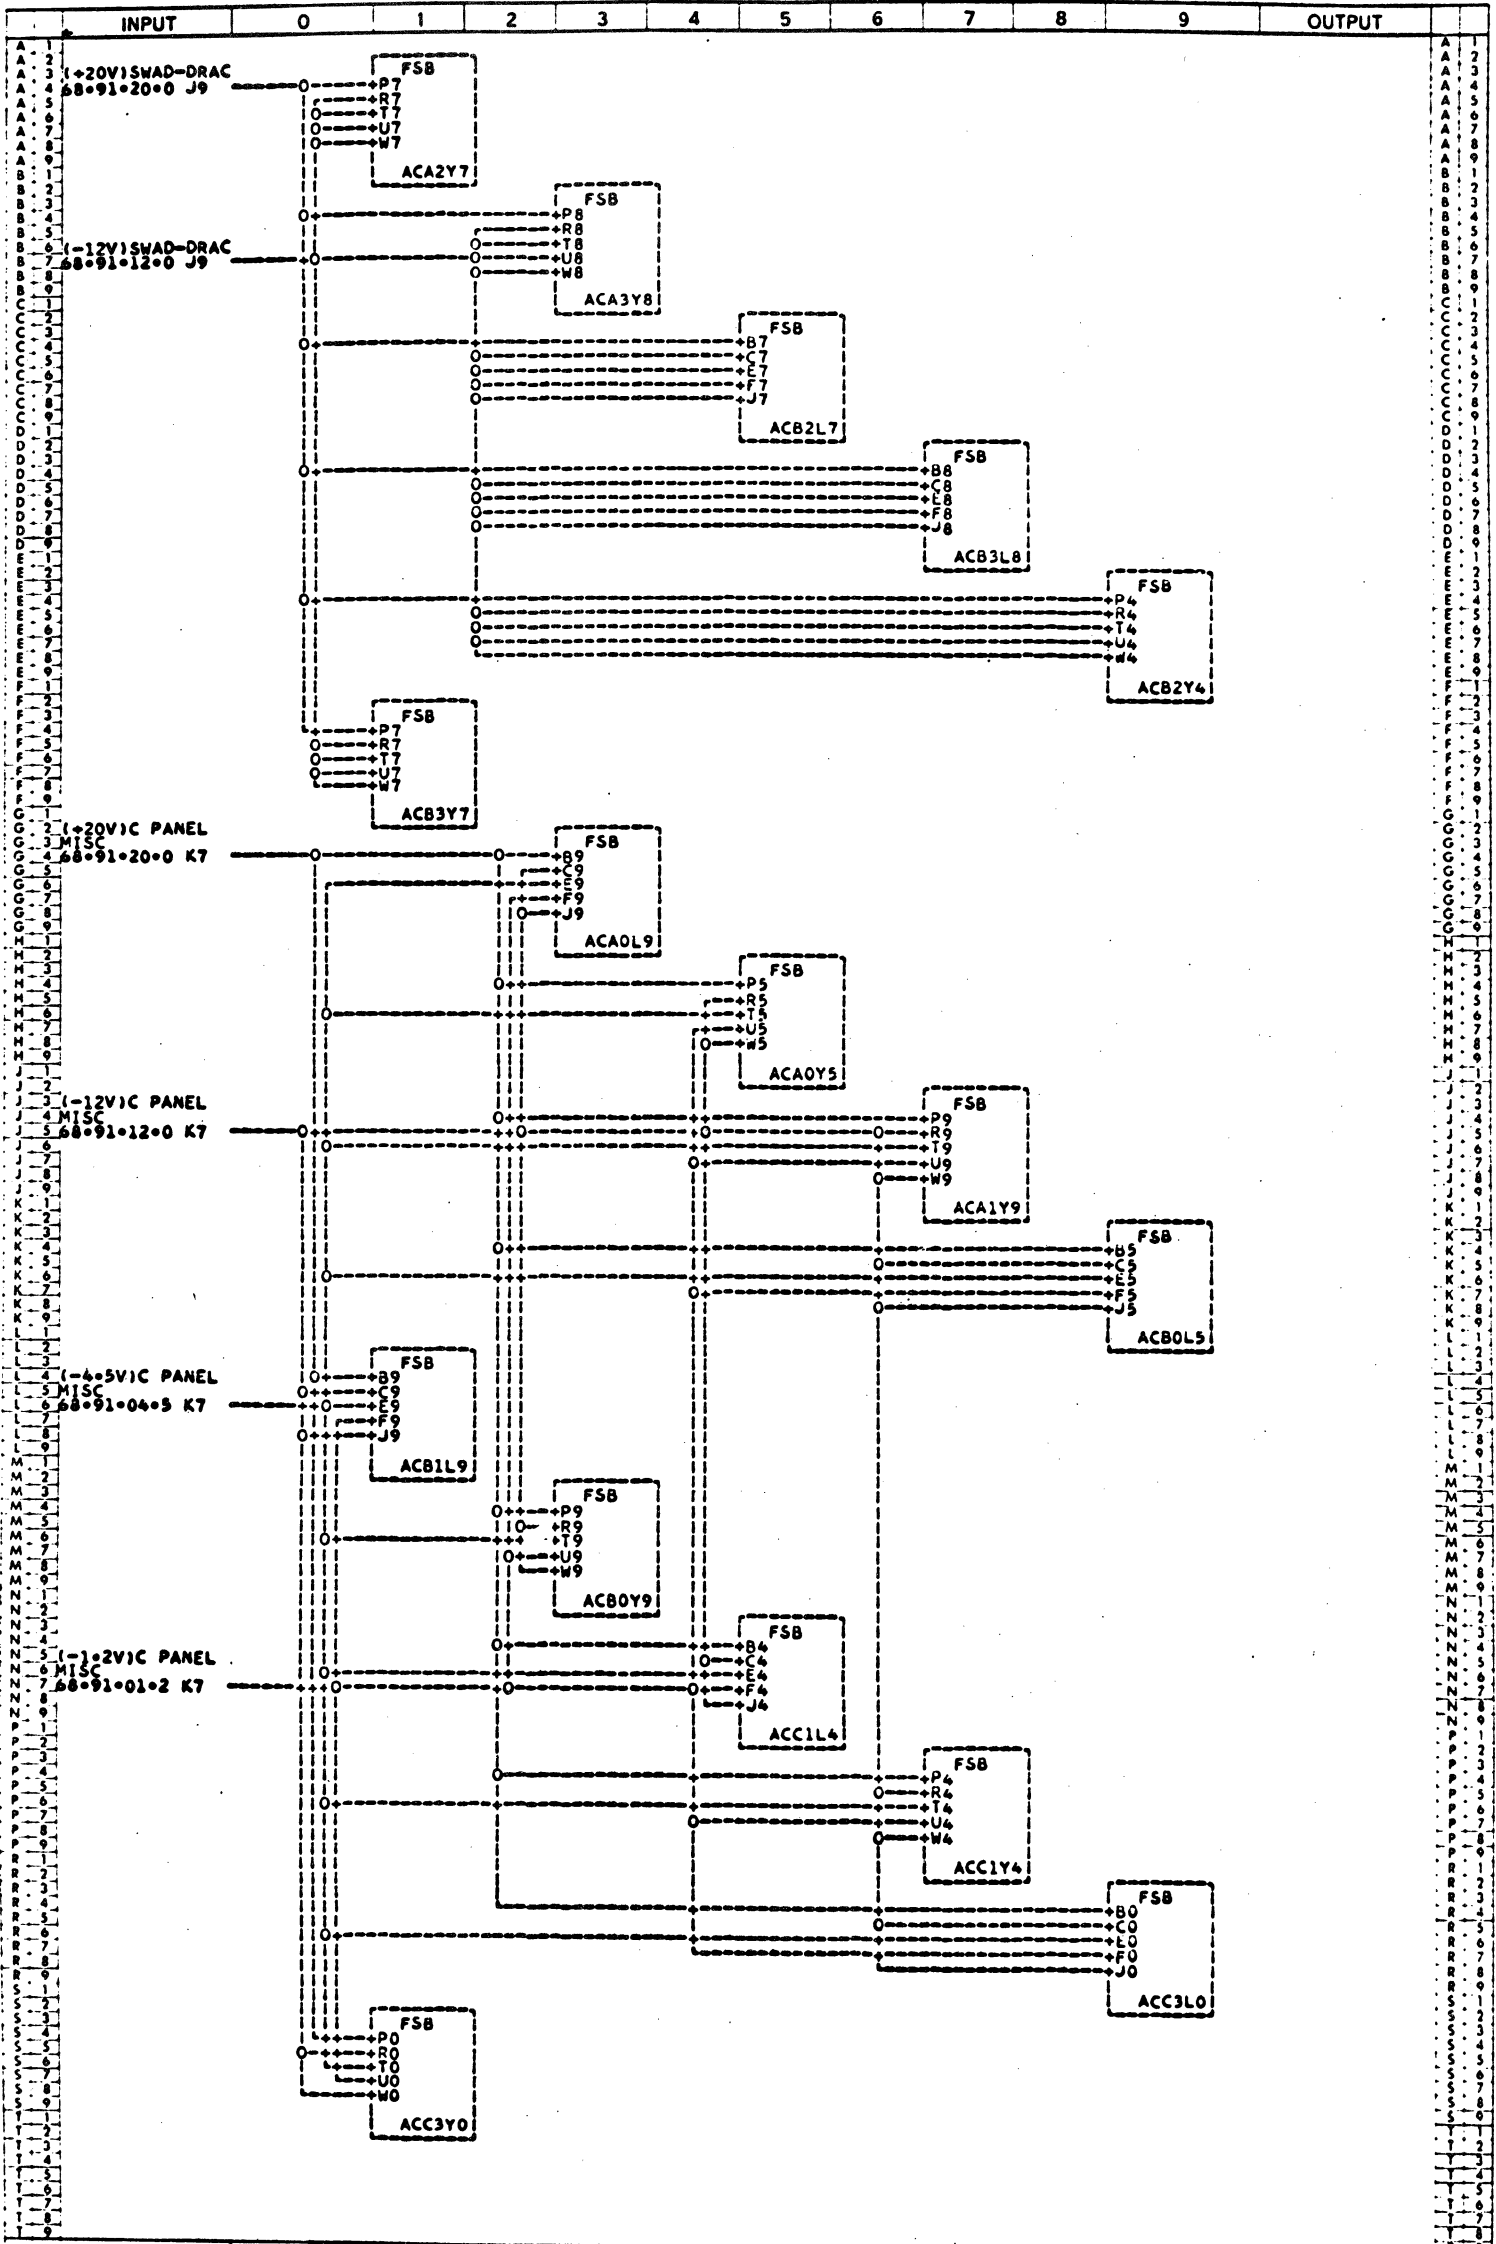 INPUT 0 1 2 3 4 5 6 7 8 9 OUTPUT
(+20V)SWAD-DRAC
68•91•20•0 J9
FSB
P7
R7
T7
U7
W7
ACA2Y7
FSB
P8
R8
T8
U8
W8
ACA3Y8
(-12V)SWAD-DRAC
68•91•12•0 J9
FSB
B7
C7
E7
F7
J7
ACB2L7
FSB
B8
C8
E8
F8
J8
ACB3L8
FSB
P4
R4
T4
U4
W4
ACB2Y4
FSB
P7
R7
T7
U7
W7
ACB3Y7
(+20V)C PANEL
MISC
68•91•20•0 K7
FSB
B9
C9
E9
F9
J9
ACA0L9
FSB
P5
R5
T5
U5
W5
ACA0Y5
(-12V)C PANEL
MISC
68•91•12•0 K7
FSB
P9
R9
T9
U9
W9
ACA1Y9
FSB
B5
C5
E5
F5
J5
ACB0L5
(-4•5V)C PANEL
MISC
68•91•04•5 K7
FSB
B9
C9
E9
F9
J9
ACB1L9
FSB
P9
R9
T9
U9
W9
ACB0Y9
(-1•2V)C PANEL
MISC
68•91•01•2 K7
FSB
B4
C4
E4
F4
J4
ACC1L4
FSB
P4
R4
T4
U4
W4
ACC1Y4
FSB
B0
C0
E0
F0
J0
ACC3L0
FSB
P0
R0
T0
U0
W0
ACC3Y0